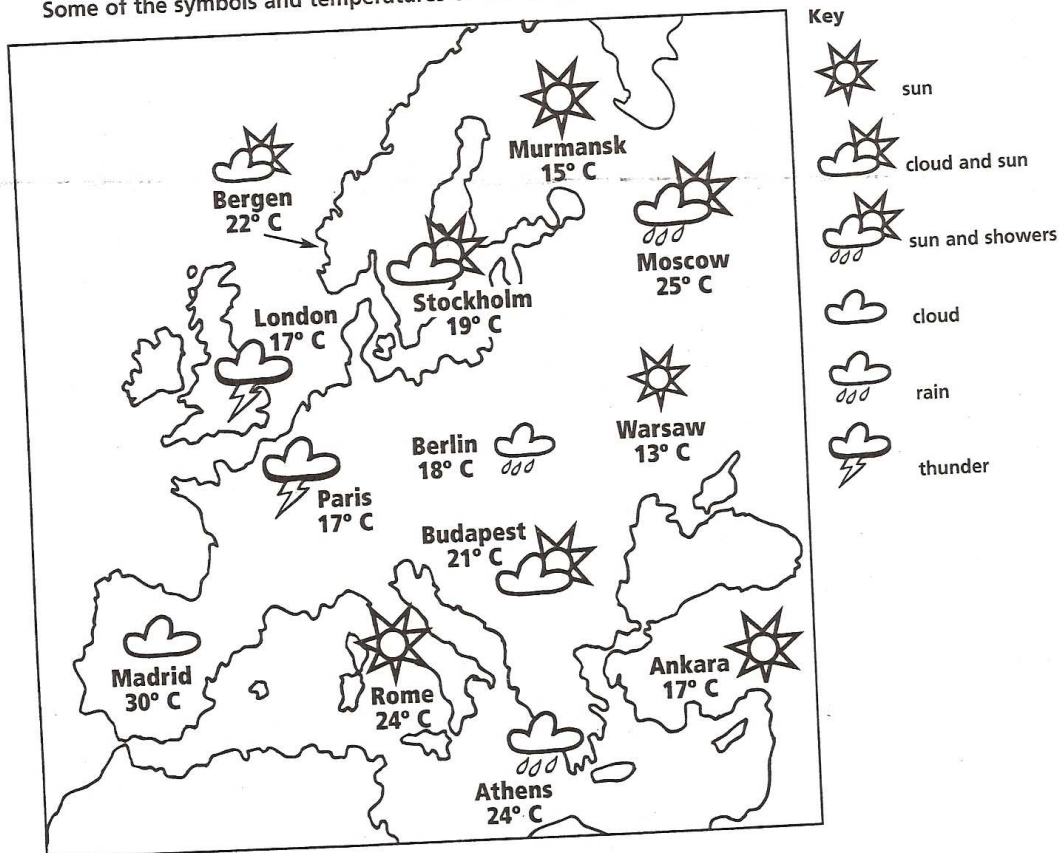 Some of the symbols and temperatures
Key
sun
cloud and sun
sun and showers
cloud
rain
thunder
Murmansk
15° C
Bergen
22° C
Moscow
25° C
Stockholm
19° C
London
17° C
Warsaw
13° C
Berlin
18° C
Paris
17° C
Budapest
21° C
Madrid
30° C
Rome
24° C
Ankara
17° C
Athens
24° C